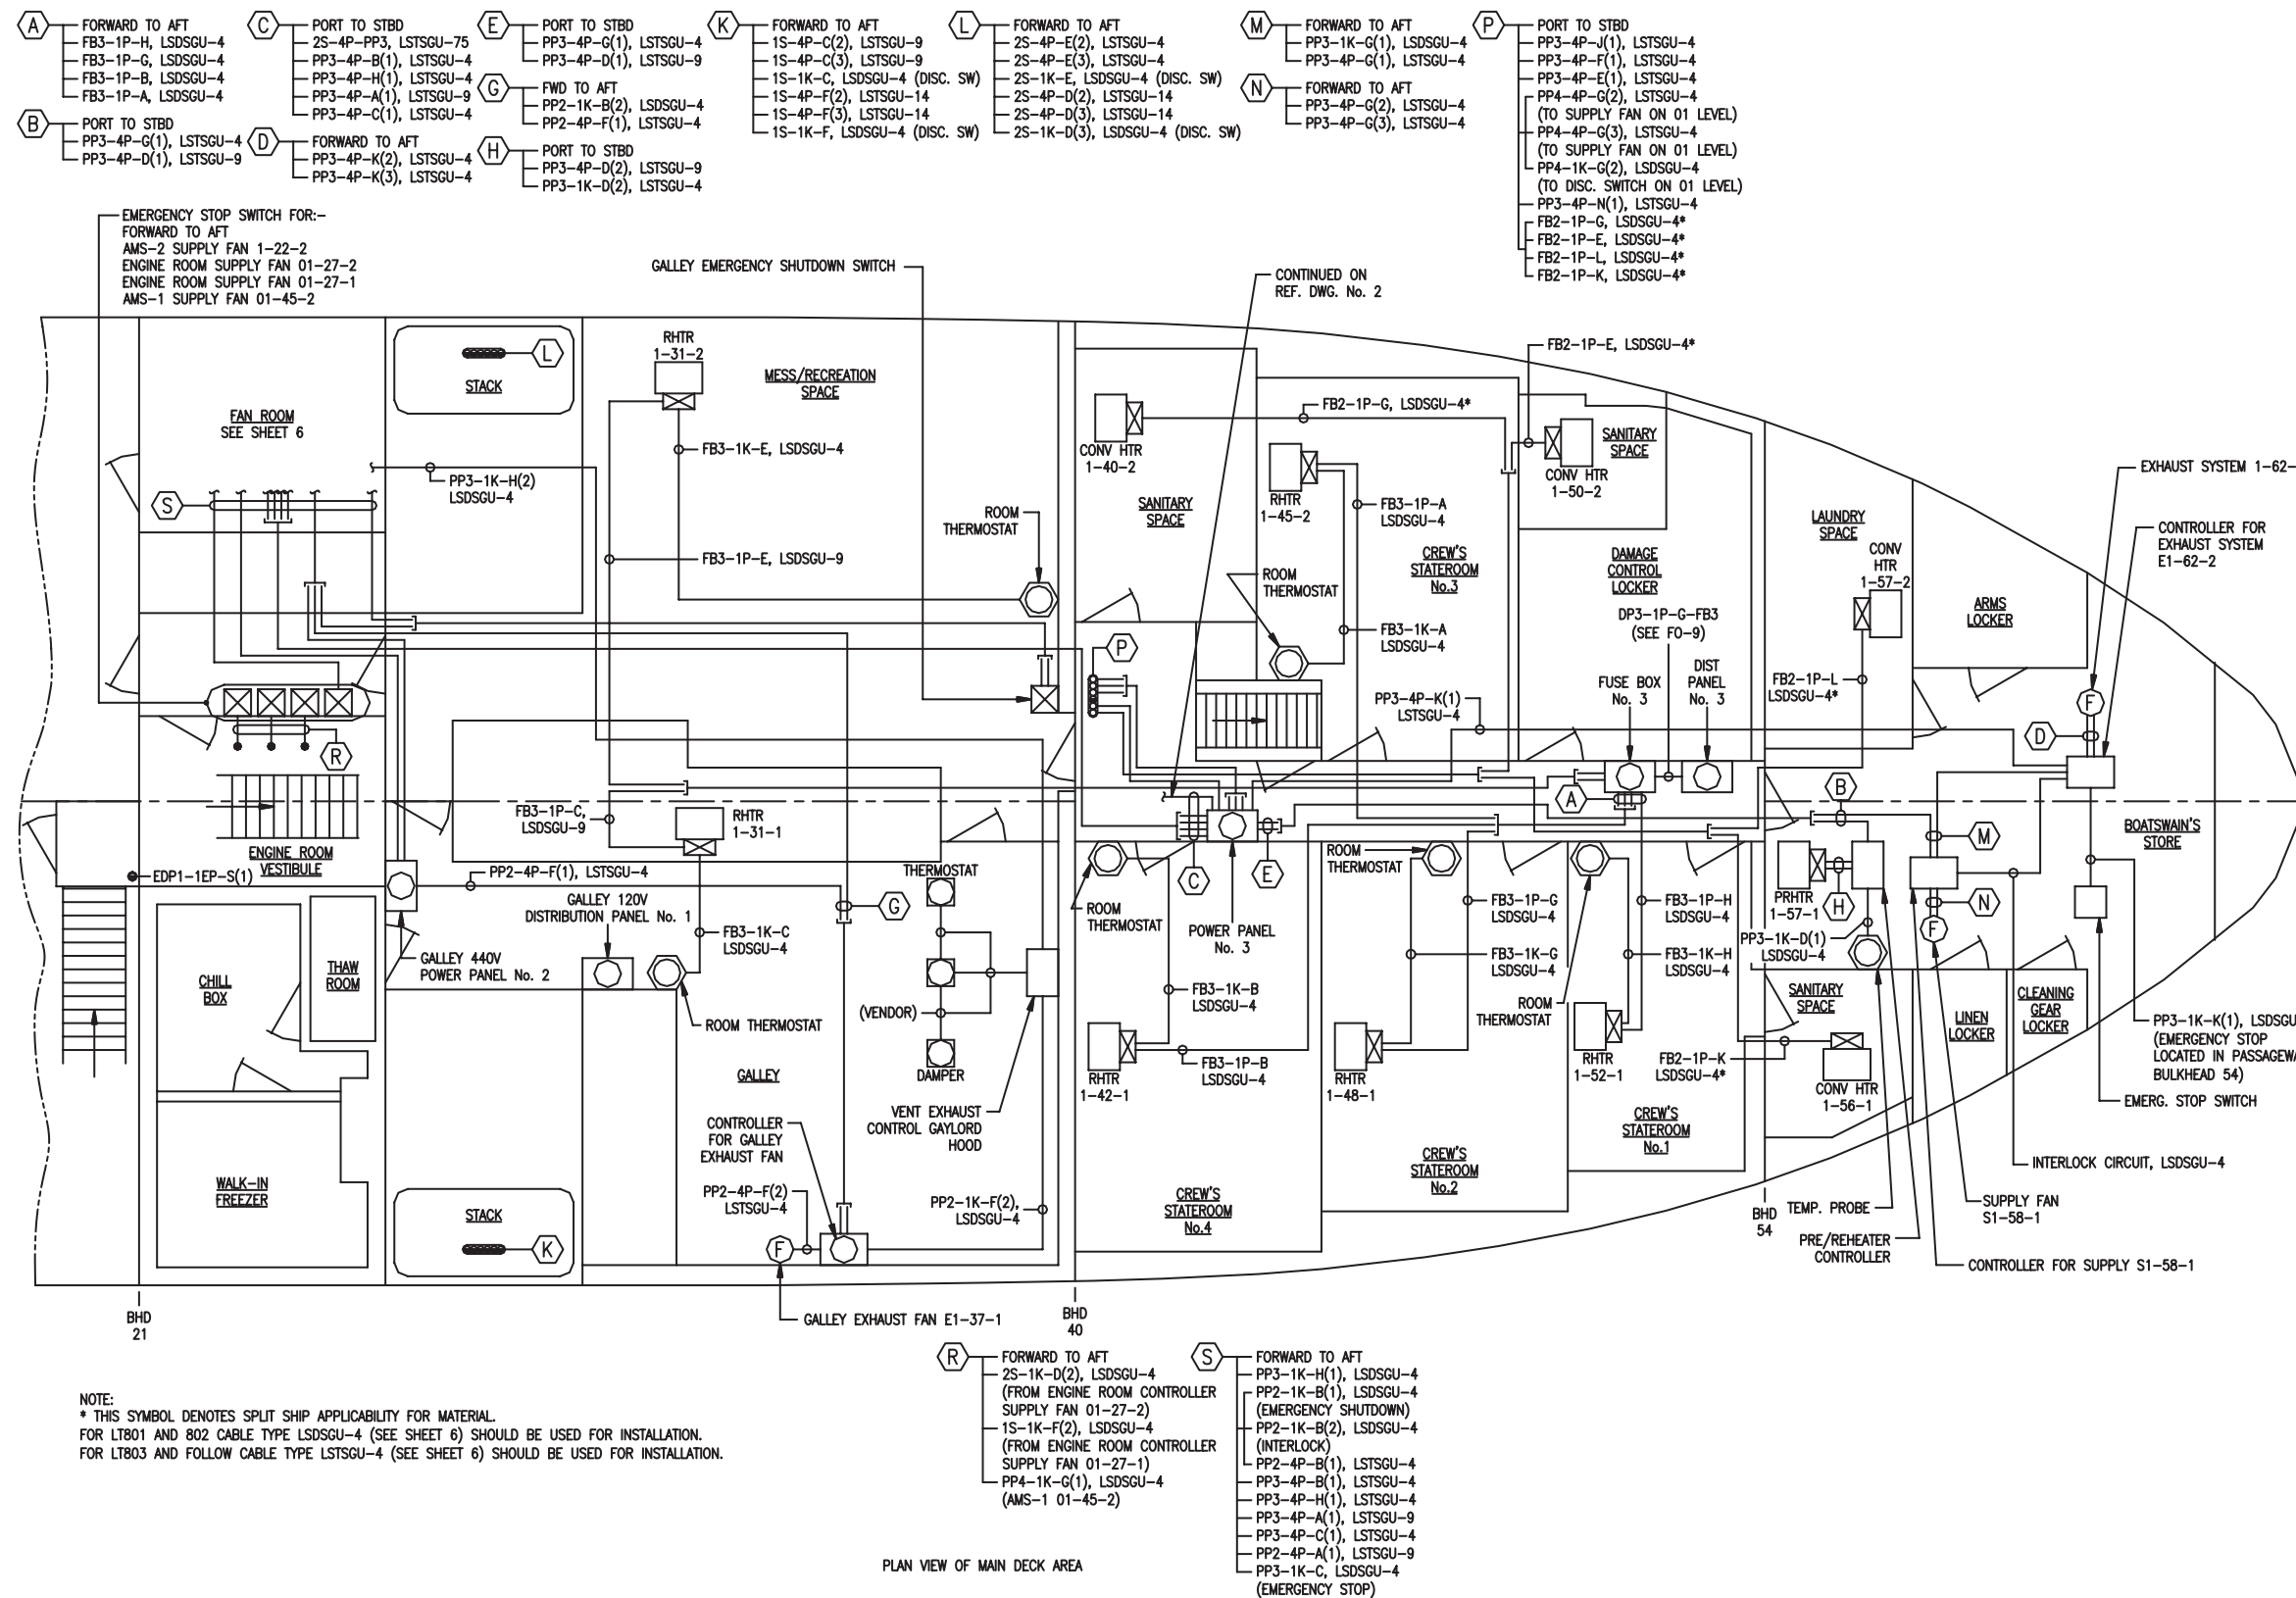 A
FORWARD TO AFT
FB3-1P-H, LSDSGU-4
FB3-1P-G, LSDSGU-4
FB3-1P-B, LSDSGU-4
FB3-1P-A, LSDSGU-4
B
PORT TO STBD
PP3-4P-G(1), LSTSGU-4
PP3-4P-D(1), LSTSGU-9
C
PORT TO STBD
2S-4P-PP3, LSTSGU-75
PP3-4P-B(1), LSTSGU-4
PP3-4P-H(1), LSTSGU-4
PP3-4P-A(1), LSTSGU-9
PP3-4P-C(1), LSTSGU-4
D
FORWARD TO AFT
PP3-4P-K(2), LSTSGU-4
PP3-4P-K(3), LSTSGU-4
E
PORT TO STBD
PP3-4P-G(1), LSTSGU-4
PP3-4P-D(1), LSTSGU-9
G
FWD TO AFT
PP2-1K-B(2), LSDSGU-4
PP2-4P-F(1), LSTSGU-4
H
PORT TO STBD
PP3-4P-D(2), LSTSGU-9
PP3-1K-D(2), LSTSGU-4
K
FORWARD TO AFT
1S-4P-C(2), LSTSGU-9
1S-4P-C(3), LSTSGU-9
1S-1K-C, LSDSGU-4 (DISC. SW)
1S-4P-F(2), LSTSGU-14
1S-4P-F(3), LSTSGU-14
1S-1K-F, LSDSGU-4 (DISC. SW)
L
FORWARD TO AFT
2S-4P-E(2), LSTSGU-4
2S-4P-E(3), LSTSGU-4
2S-1K-E, LSDSGU-4 (DISC. SW)
2S-4P-D(2), LSTSGU-14
2S-4P-D(3), LSTSGU-14
2S-1K-D(3), LSDSGU-4 (DISC. SW)
M
FORWARD TO AFT
PP3-1K-G(1), LSDSGU-4
PP3-4P-G(1), LSTSGU-4
N
FORWARD TO AFT
PP3-4P-G(2), LSTSGU-4
PP3-4P-G(3), LSTSGU-4
P
PORT TO STBD
PP3-4P-J(1), LSTSGU-4
PP3-4P-F(1), LSTSGU-4
PP3-4P-E(1), LSTSGU-4
PP4-4P-G(2), LSTSGU-4
(TO SUPPLY FAN ON 01 LEVEL)
PP4-4P-G(3), LSTSGU-4
(TO SUPPLY FAN ON 01 LEVEL)
PP4-1K-G(2), LSDSGU-4
(TO DISC. SWITCH ON 01 LEVEL)
PP3-4P-N(1), LSTSGU-4
FB2-1P-G, LSDSGU-4*
FB2-1P-E, LSDSGU-4*
FB2-1P-L, LSDSGU-4*
FB2-1P-K, LSDSGU-4*
EMERGENCY STOP SWITCH FOR:-
FORWARD TO AFT
AMS-2 SUPPLY FAN 1-22-2
ENGINE ROOM SUPPLY FAN 01-27-2
ENGINE ROOM SUPPLY FAN 01-27-1
AMS-1 SUPPLY FAN 01-45-2
GALLEY EMERGENCY SHUTDOWN SWITCH
CONTINUED ON
REF. DWG. No. 2
FAN ROOM
SEE SHEET 6
S
STACK
L
PP3-1K-H(2)
LSDSGU-4
RHTR
1-31-2
MESS/RECREATION
SPACE
FB3-1K-E, LSDSGU-4
FB3-1P-E, LSDSGU-9
ROOM
THERMOSTAT
CONV HTR
1-40-2
SANITARY
SPACE
FB2-1P-G, LSDSGU-4*
FB2-1P-E, LSDSGU-4*
RHTR
1-45-2
FB3-1P-A
LSDSGU-4
CREW'S
STATEROOM
No.3
ROOM
THERMOSTAT
FB3-1K-A
LSDSGU-4
SANITARY
SPACE
CONV HTR
1-50-2
DAMAGE
CONTROL
LOCKER
DP3-1P-G-FB3
(SEE FO-9)
FUSE BOX
No. 3
DIST
PANEL
No. 3
PP3-4P-K(1)
LSTSGU-4
P
LAUNDRY
SPACE
CONV
HTR
1-57-2
FB2-1P-L
LSDSGU-4*
ARMS
LOCKER
EXHAUST SYSTEM 1-62-
CONTROLLER FOR
EXHAUST SYSTEM
E1-62-2
F
D
R
ENGINE ROOM
VESTIBULE
EDP1-1EP-S(1)
FB3-1P-C,
LSDSGU-9
RHTR
1-31-1
PP2-4P-F(1), LSTSGU-4
GALLEY 120V
DISTRIBUTION PANEL No. 1
THERMOSTAT
G
FB3-1K-C
LSDSGU-4
GALLEY 440V
POWER PANEL No. 2
CHILL
BOX
THAW
ROOM
ROOM THERMOSTAT
(VENDOR)
DAMPER
GALLEY
VENT EXHAUST
CONTROL GAYLORD
HOOD
CONTROLLER
FOR GALLEY
EXHAUST FAN
WALK-IN
FREEZER
STACK
K
PP2-4P-F(2)
LSTSGU-4
PP2-1K-F(2),
LSDSGU-4
F
GALLEY EXHAUST FAN E1-37-1
A
C
E
B
M
N
H
F
ROOM
THERMOSTAT
POWER PANEL
No. 3
ROOM
THERMOSTAT
FB3-1K-B
LSDSGU-4
RHTR
1-42-1
FB3-1P-B
LSDSGU-4
CREW'S
STATEROOM
No.4
FB3-1P-G
LSDSGU-4
FB3-1K-G
LSDSGU-4
RHTR
1-48-1
CREW'S
STATEROOM
No.2
ROOM
THERMOSTAT
FB3-1P-H
LSDSGU-4
FB3-1K-H
LSDSGU-4
RHTR
1-52-1
CREW'S
STATEROOM
No.1
FB2-1P-K
LSDSGU-4*
PRHTR
1-57-1
PP3-1K-D(1)
LSDSGU-4
SANITARY
SPACE
CONV HTR
1-56-1
LINEN
LOCKER
CLEANING
GEAR
LOCKER
BOATSWAIN'S
STORE
PP3-1K-K(1), LSDSGU
(EMERGENCY STOP
LOCATED IN PASSAGEWA
BULKHEAD 54)
EMERG. STOP SWITCH
INTERLOCK CIRCUIT, LSDSGU-4
SUPPLY FAN
S1-58-1
TEMP. PROBE
PRE/REHEATER
CONTROLLER
CONTROLLER FOR SUPPLY S1-58-1
BHD
21
BHD
40
BHD
54
R
FORWARD TO AFT
2S-1K-D(2), LSDSGU-4
(FROM ENGINE ROOM CONTROLLER
SUPPLY FAN 01-27-2)
1S-1K-F(2), LSDSGU-4
(FROM ENGINE ROOM CONTROLLER
SUPPLY FAN 01-27-1)
PP4-1K-G(1), LSDSGU-4
(AMS-1 01-45-2)
S
FORWARD TO AFT
PP3-1K-H(1), LSDSGU-4
PP2-1K-B(1), LSDSGU-4
(EMERGENCY SHUTDOWN)
PP2-1K-B(2), LSDSGU-4
(INTERLOCK)
PP2-4P-B(1), LSTSGU-4
PP3-4P-B(1), LSTSGU-4
PP3-4P-H(1), LSTSGU-4
PP3-4P-A(1), LSTSGU-9
PP3-4P-C(1), LSTSGU-4
PP2-4P-A(1), LSTSGU-9
PP3-1K-C, LSDSGU-4
(EMERGENCY STOP)
NOTE:
* THIS SYMBOL DENOTES SPLIT SHIP APPLICABILITY FOR MATERIAL.
FOR LT801 AND 802 CABLE TYPE LSDSGU-4 (SEE SHEET 6) SHOULD BE USED FOR INSTALLATION.
FOR LT803 AND FOLLOW CABLE TYPE LSTSGU-4 (SEE SHEET 6) SHOULD BE USED FOR INSTALLATION.
PLAN VIEW OF MAIN DECK AREA